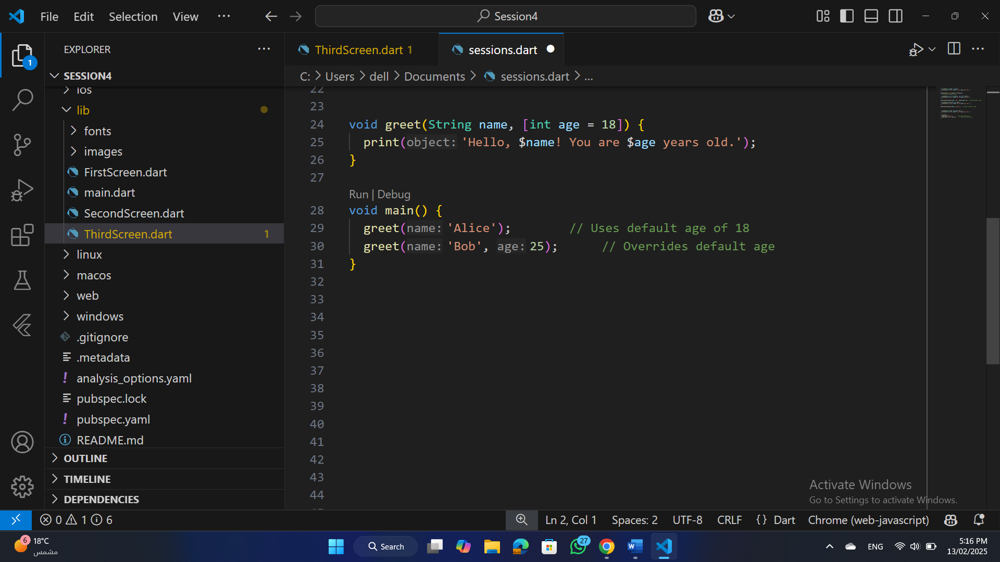 File Edit Selection View ··· Session4
EXPLORER
SESSION4
ios
lib
fonts
images
FirstScreen.dart
main.dart
SecondScreen.dart
ThirdScreen.dart 1
linux
macos
web
windows
.gitignore
.metadata
analysis_options.yaml
pubspec.lock
pubspec.yaml
README.md
OUTLINE
TIMELINE
DEPENDENCIES
1
ThirdScreen.dart 1 sessions.dart
C: > Users > dell > Documents > sessions.dart > ...
22
23
24 void greet(String name, [int age = 18]) {
25 print(object: 'Hello, $name! You are $age years old.');
26 }
27
Run | Debug
28 void main() {
29 greet(name: 'Alice'); // Uses default age of 18
30 greet(name: 'Bob', age: 25); // Overrides default age
31 }
32
33
34
35
36
37
38
39
40
41
42
43
44
Activate Windows
Go to Settings to activate Windows.
0 1 6 Ln 2, Col 1 Spaces: 2 UTF-8 CRLF {} Dart Chrome (web-javascript)
6 18°C
مشمس
Search 27 ENG
5:16 PM
13/02/2025